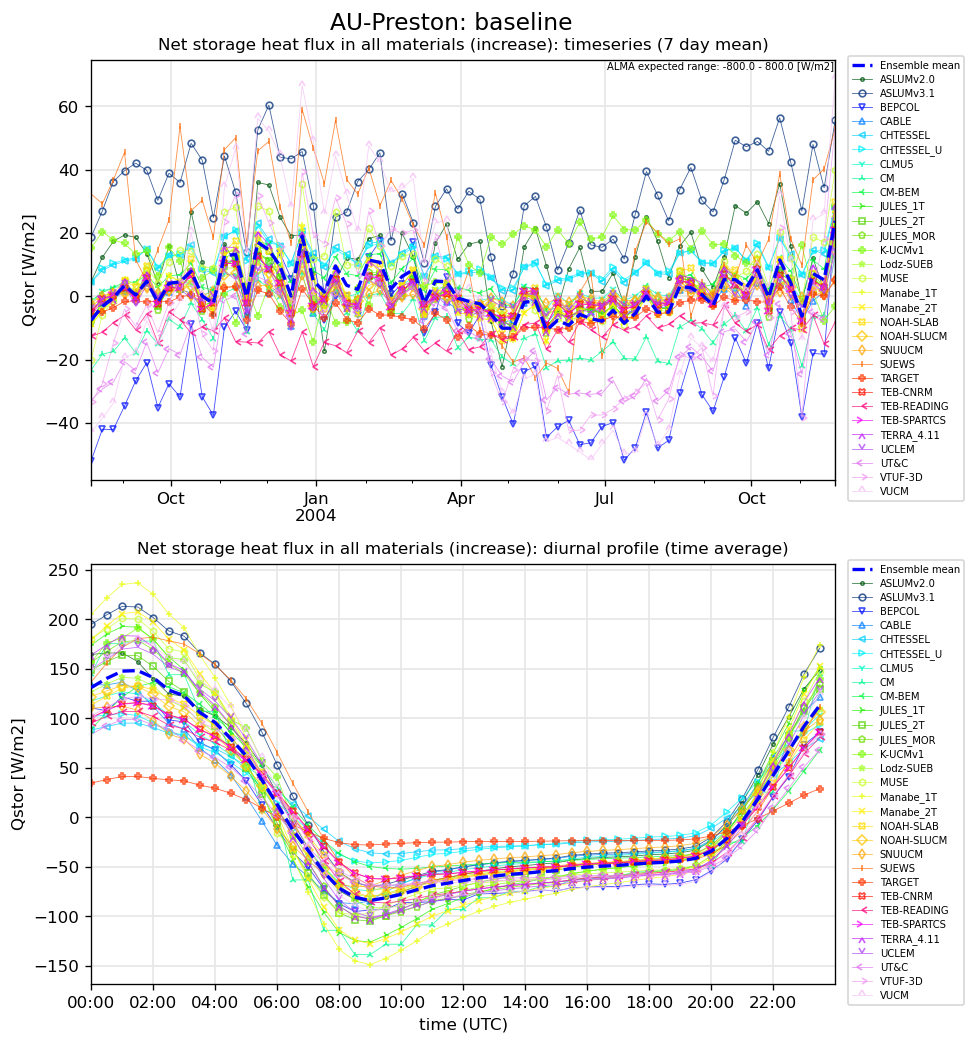 AU-Preston: baseline
Net storage heat flux in all materials (increase): timeseries (7 day mean)
ALMA expected range: -800.0 - 800.0 [W/m2]
Qstor [W/m2]
60
40
20
0
−20
−40
Oct
Jan
2004
Apr
Jul
Oct
Ensemble mean
ASLUMv2.0
ASLUMv3.1
BEPCOL
CABLE
CHTESSEL
CHTESSEL_U
CLMU5
CM
CM-BEM
JULES_1T
JULES_2T
JULES_MOR
K-UCMv1
Lodz-SUEB
MUSE
Manabe_1T
Manabe_2T
NOAH-SLAB
NOAH-SLUCM
SNUUCM
SUEWS
TARGET
TEB-CNRM
TEB-READING
TEB-SPARTCS
TERRA_4.11
UCLEM
UT&C
VTUF-3D
VUCM
Net storage heat flux in all materials (increase): diurnal profile (time average)
Qstor [W/m2]
250
200
150
100
50
0
−50
−100
−150
00:00
02:00
04:00
06:00
08:00
10:00
12:00
14:00
16:00
18:00
20:00
22:00
time (UTC)
Ensemble mean
ASLUMv2.0
ASLUMv3.1
BEPCOL
CABLE
CHTESSEL
CHTESSEL_U
CLMU5
CM
CM-BEM
JULES_1T
JULES_2T
JULES_MOR
K-UCMv1
Lodz-SUEB
MUSE
Manabe_1T
Manabe_2T
NOAH-SLAB
NOAH-SLUCM
SNUUCM
SUEWS
TARGET
TEB-CNRM
TEB-READING
TEB-SPARTCS
TERRA_4.11
UCLEM
UT&C
VTUF-3D
VUCM